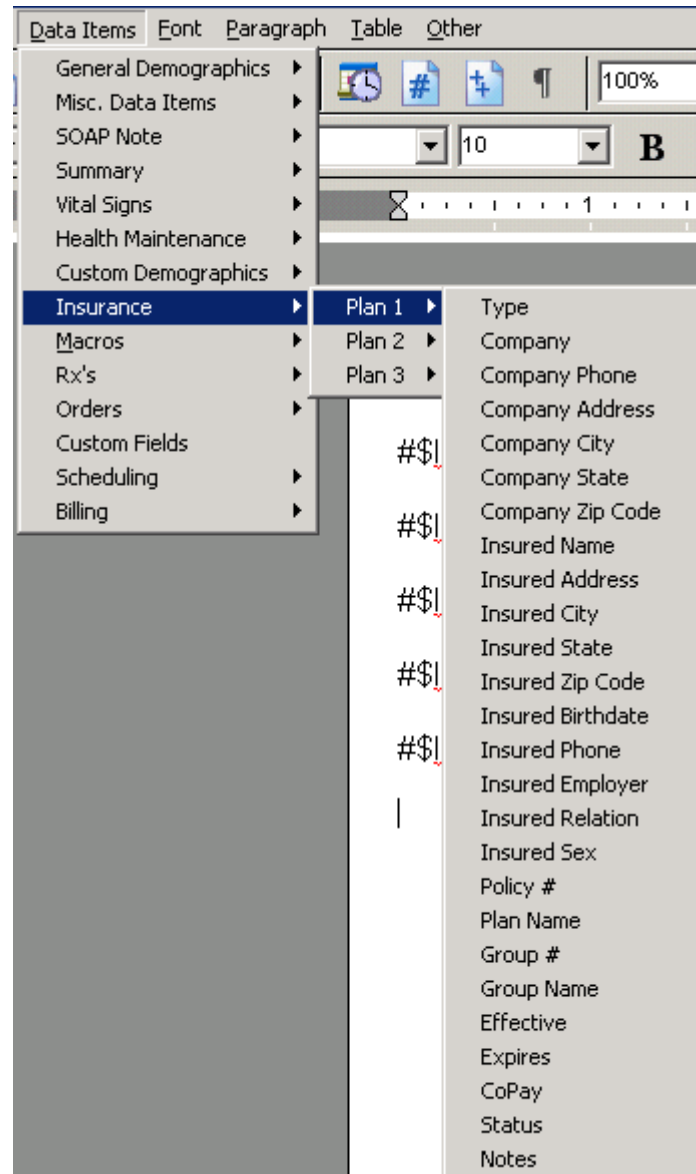 Data Items Font Paragraph Table Other
100%
10 B
1
General Demographics
Misc. Data Items
SOAP Note
Summary
Vital Signs
Health Maintenance
Custom Demographics
Insurance
Macros
Rx's
Orders
Custom Fields
Scheduling
Billing
Plan 1
Plan 2
Plan 3
Type
Company
Company Phone
Company Address
Company City
Company State
Company Zip Code
Insured Name
Insured Address
Insured City
Insured State
Insured Zip Code
Insured Birthdate
Insured Phone
Insured Employer
Insured Relation
Insured Sex
Policy #
Plan Name
Group #
Group Name
Effective
Expires
CoPay
Status
Notes
#$I
#$I
#$I
#$I
#$I